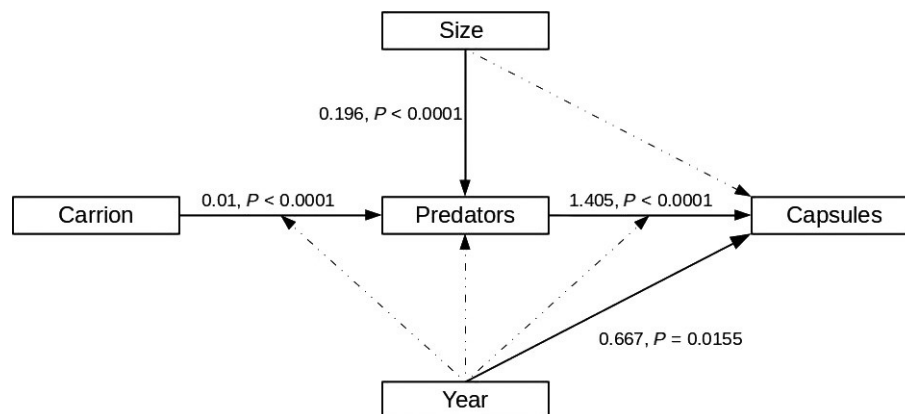 Size
0.196, P < 0.0001
Carrion
0.01, P < 0.0001
Predators
1.405, P < 0.0001
Capsules
0.667, P = 0.0155
Year